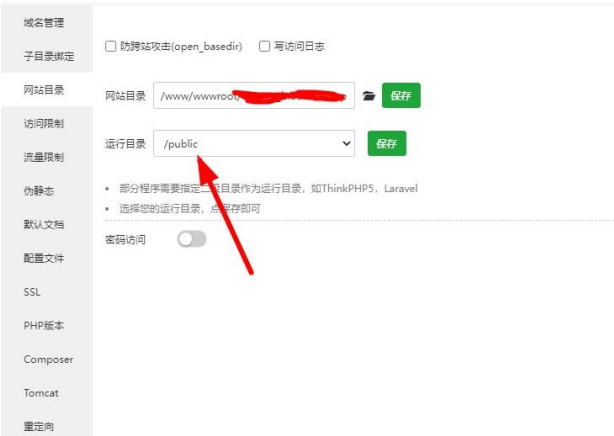 域名管理
子目录绑定
网站目录
访问限制
流量限制
伪静态
默认文档
配置文件
SSL
PHP版本
Composer
Tomcat
重定向
防跨站攻击(open_basedir) 写访问日志
网站目录 /www/wwwroot/ 保存
运行目录 /public 保存
部分程序需要指定二级目录作为运行目录，如ThinkPHP5，Laravel
选择您的运行目录，点保存即可
密码访问